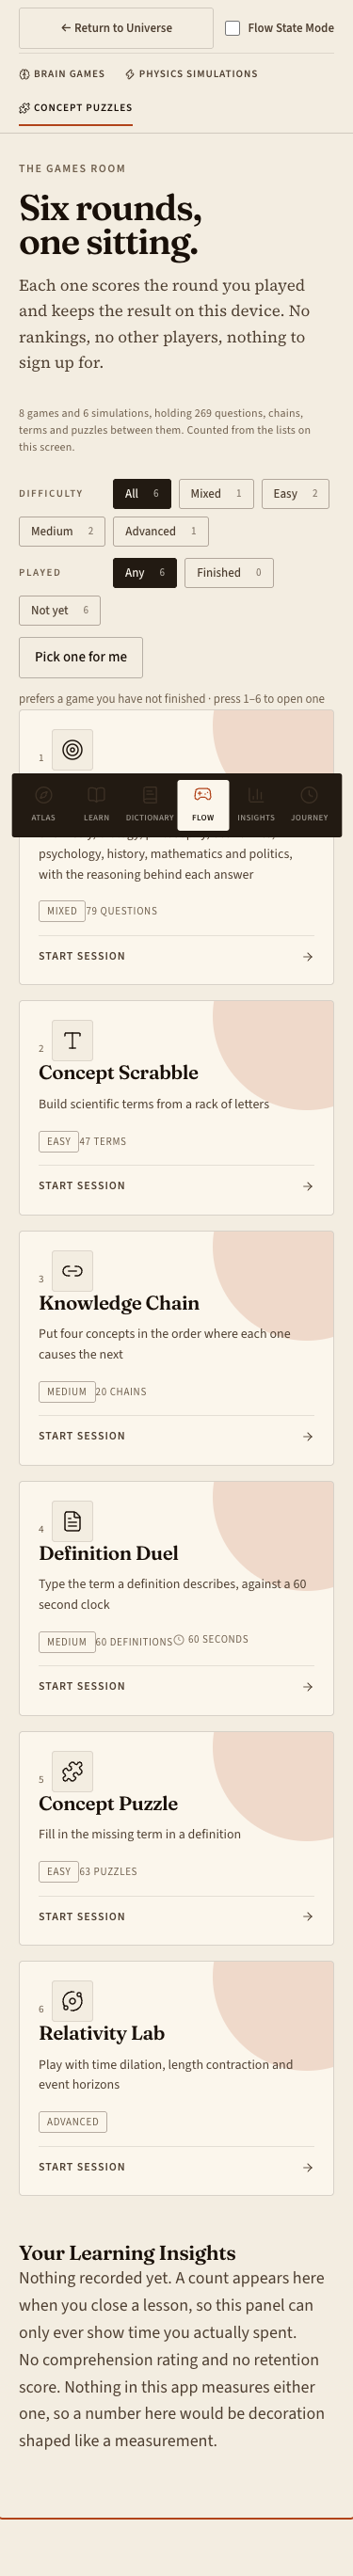 ← Return to Universe
Flow State Mode
BRAIN GAMES
PHYSICS SIMULATIONS
CONCEPT PUZZLES
THE GAMES ROOM
Six rounds,
one sitting.
Each one scores the round you played
and keeps the result on this device. No
rankings, no other players, nothing to
sign up for.
8 games and 6 simulations, holding 269 questions, chains,
terms and puzzles between them. Counted from the lists on
this screen.
DIFFICULTY
All 6
Mixed 1
Easy 2
Medium 2
Advanced 1
PLAYED
Any 6
Finished 0
Not yet 6
Pick one for me
prefers a game you have not finished · press 1–6 to open one
1
ATLAS
LEARN
DICTIONARY
FLOW
INSIGHTS
JOURNEY
psychology, history, mathematics and politics,
with the reasoning behind each answer
MIXED
79 QUESTIONS
START SESSION →
2
Concept Scrabble
Build scientific terms from a rack of letters
EASY
47 TERMS
START SESSION →
3
Knowledge Chain
Put four concepts in the order where each one
causes the next
MEDIUM
20 CHAINS
START SESSION →
4
Definition Duel
Type the term a definition describes, against a 60
second clock
MEDIUM
60 DEFINITIONS
60 SECONDS
START SESSION →
5
Concept Puzzle
Fill in the missing term in a definition
EASY
63 PUZZLES
START SESSION →
6
Relativity Lab
Play with time dilation, length contraction and
event horizons
ADVANCED
START SESSION →
Your Learning Insights
Nothing recorded yet. A count appears here
when you close a lesson, so this panel can
only ever show time you actually spent.
No comprehension rating and no retention
score. Nothing in this app measures either
one, so a number here would be decoration
shaped like a measurement.